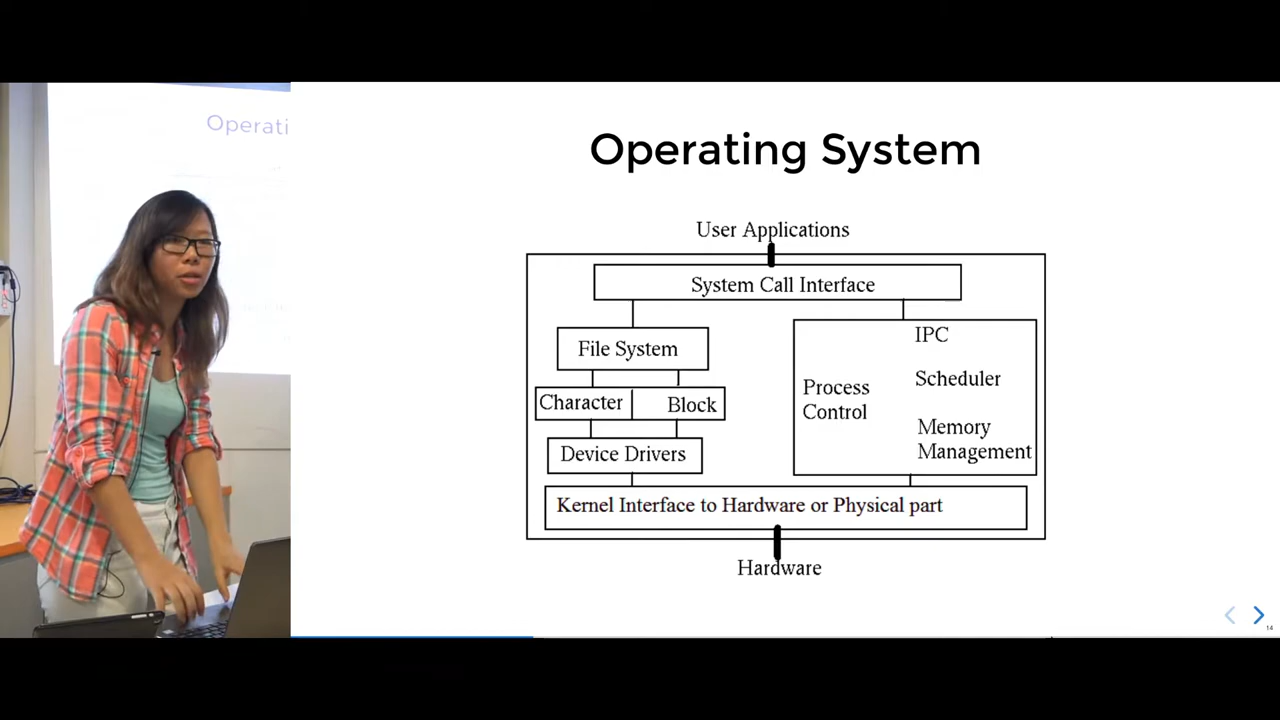 Operati
Operating System
User Applications
System Call Interface
File System
Character
Block
Device Drivers
IPC
Scheduler
Process
Control
Memory
Management
Kernel Interface to Hardware or Physical part
Hardware
14